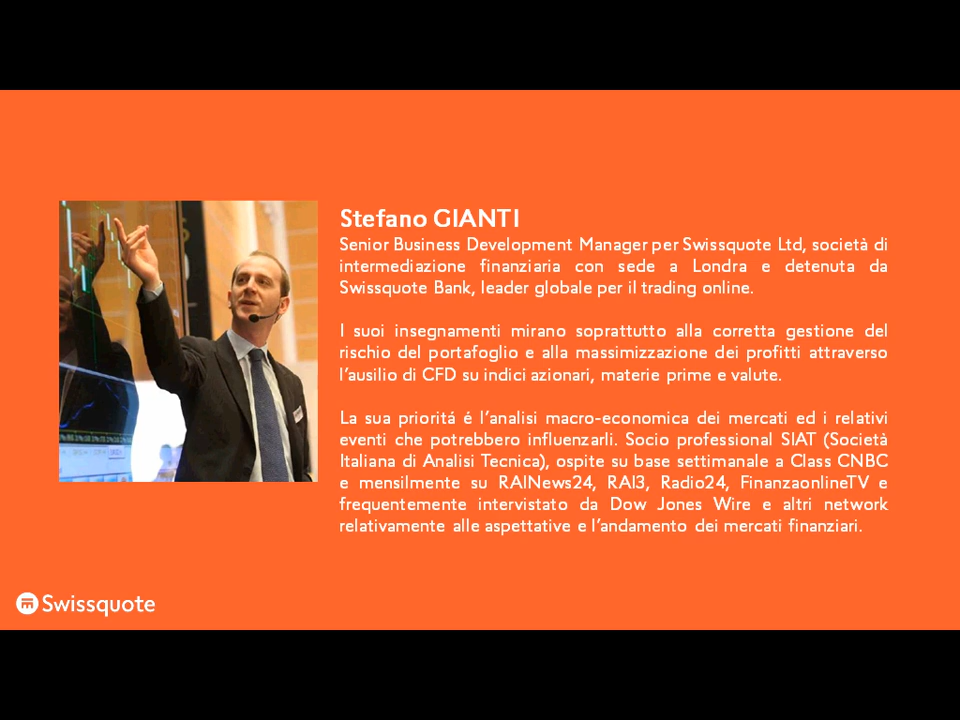 Stefano GIANTI
Senior Business Development Manager per Swissquote Ltd, società di
intermediazione finanziaria con sede a Londra e detenuta da
Swissquote Bank, leader globale per il trading online.
I suoi insegnamenti mirano soprattutto alla corretta gestione del
rischio del portafoglio e alla massimizzazione dei profitti attraverso
l'ausilio di CFD su indici azionari, materie prime e valute.
La sua prioritá é l'analisi macro-economica dei mercati ed i relativi
eventi che potrebbero influenzarli. Socio professional SIAT (Società
Italiana di Analisi Tecnica), ospite su base settimanale a Class CNBC
e mensilmente su RAINews24, RAI3, Radio24, FinanzaonlineTV e
frequentemente intervistato da Dow Jones Wire e altri network
relativamente alle aspettative e l'andamento dei mercati finanziari.
Swissquote